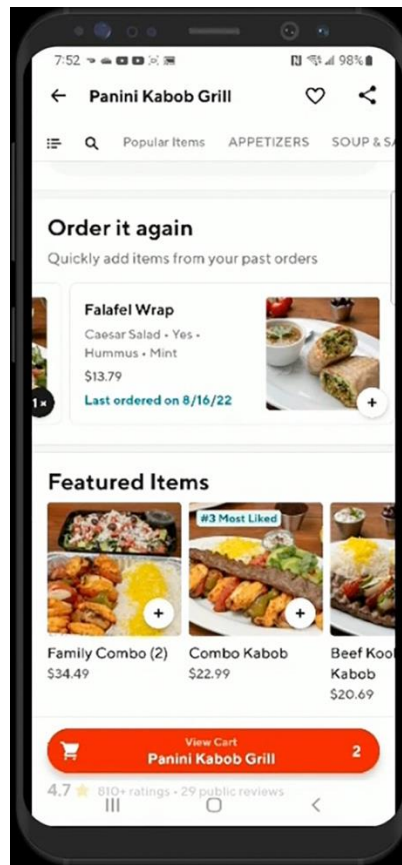 7:52
98%
Panini Kabob Grill
Popular Items APPETIZERS SOUP & SA
Order it again
Quickly add items from your past orders
Falafel Wrap
Caesar Salad • Yes •
Hummus • Mint
$13.79
Last ordered on 8/16/22
1×
Featured Items
#3 Most Liked
Family Combo (2)
$34.49
Combo Kabob
$22.99
Beef Koo
Kabob
$20.69
View Cart
Panini Kabob Grill
2
4.7 610+ ratings • 29 public reviews